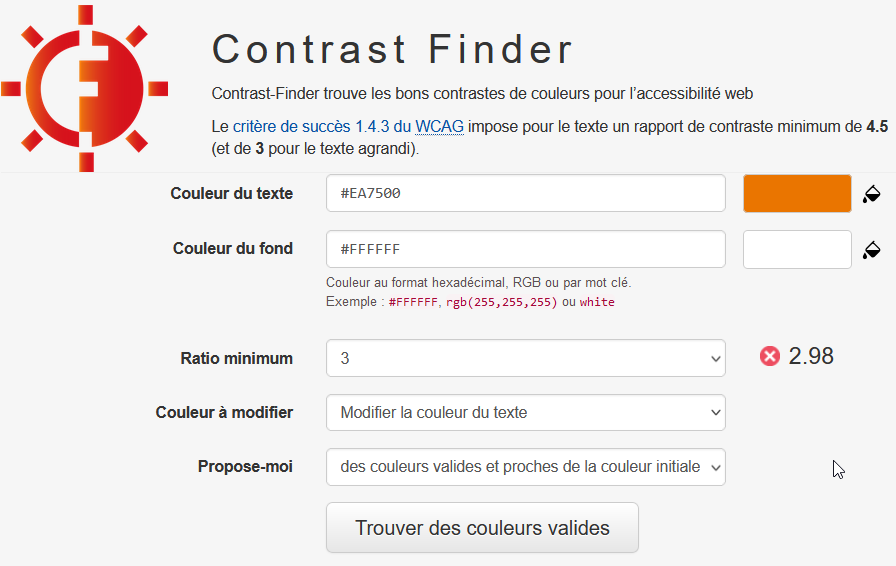 Contrast Finder
Contrast-Finder trouve les bons contrastes de couleurs pour l’accessibilité web
Le critère de succès 1.4.3 du WCAG impose pour le texte un rapport de contraste minimum de 4.5
(et de 3 pour le texte agrandi).
Couleur du texte #EA7500
Couleur du fond #FFFFFF
Couleur au format hexadécimal, RGB ou par mot clé.
Exemple : #FFFFFF, rgb(255,255,255) ou white
Ratio minimum 3 2.98
Couleur à modifier Modifier la couleur du texte
Propose-moi des couleurs valides et proches de la couleur initiale
Trouver des couleurs valides